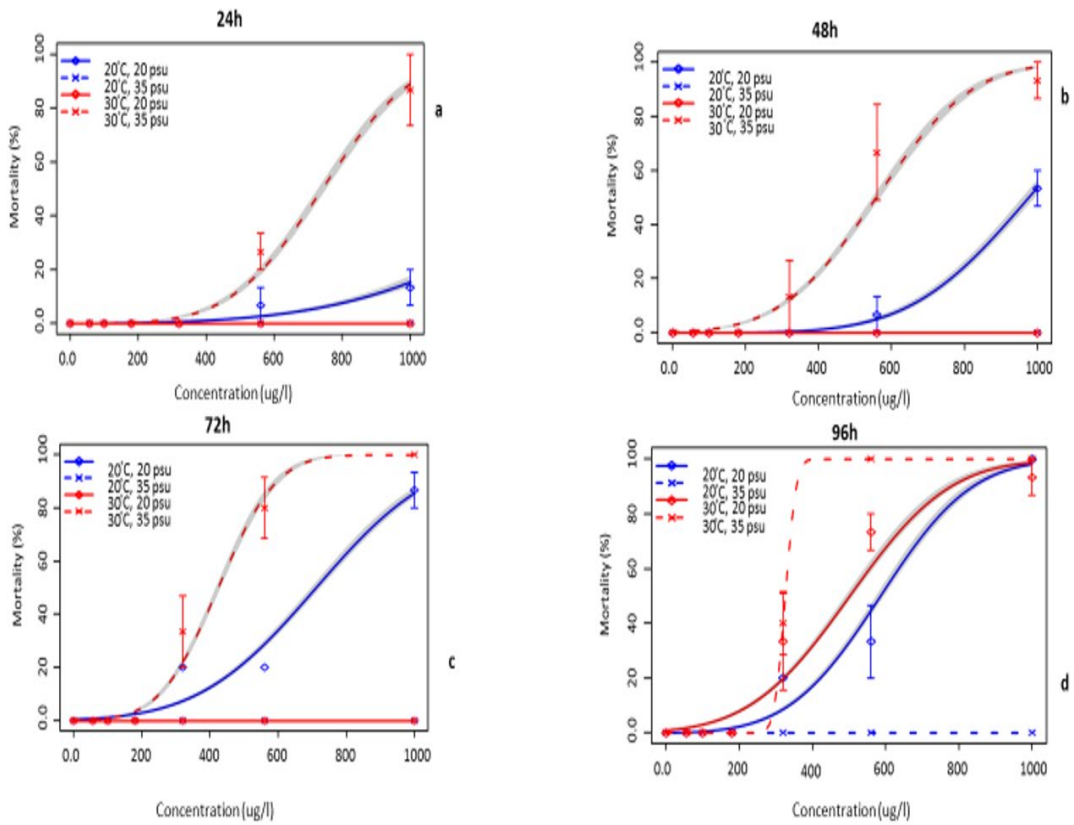 24h
100
80
60
40
20
0.0
Mortality (%)
20°C, 20 psu
20°C, 35 psu
30°C, 20 psu
30°C, 35 psu
a
0.0 200 400 600 800 1000
Concentration (ug/l)
48h
100
80
60
40
20
0.0
Mortality (%)
20°C, 20 psu
20°C, 35 psu
30°C, 20 psu
30°C, 35 psu
b
0.0 200 400 600 800 1000
Concentration (ug/l)
72h
100
80
60
40
20
0.0
Mortality (%)
20°C, 20 psu
20°C, 35 psu
30°C, 20 psu
30°C, 35 psu
c
0.0 200 400 600 800 1000
Concentration (ug/l)
96h
100
80
60
40
20
0.0
Mortality (%)
20°C, 20 psu
20°C, 35 psu
30°C, 20 psu
30°C, 35 psu
d
0.0 200 400 600 800 1000
Concentration (ug/l)